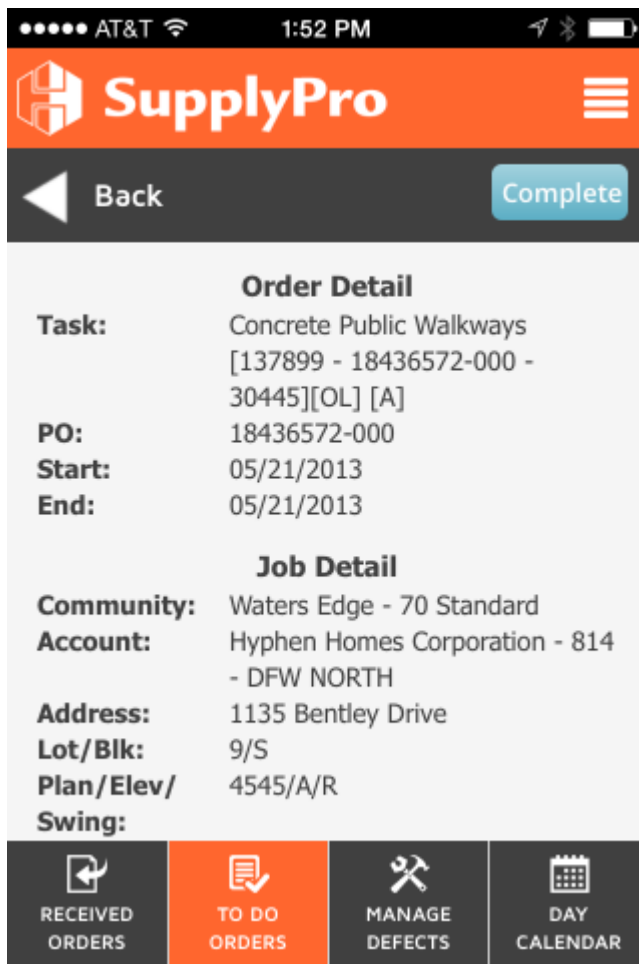 AT&T 1:52 PM
SupplyPro
Back Complete
Order Detail
Task: Concrete Public Walkways
[137899 - 18436572-000 -
30445][OL] [A]
PO: 18436572-000
Start: 05/21/2013
End: 05/21/2013
Job Detail
Community: Waters Edge - 70 Standard
Account: Hyphen Homes Corporation - 814
- DFW NORTH
Address: 1135 Bentley Drive
Lot/Blk: 9/S
Plan/Elev/ 4545/A/R
Swing:
RECEIVED ORDERS
TO DO ORDERS
MANAGE DEFECTS
DAY CALENDAR